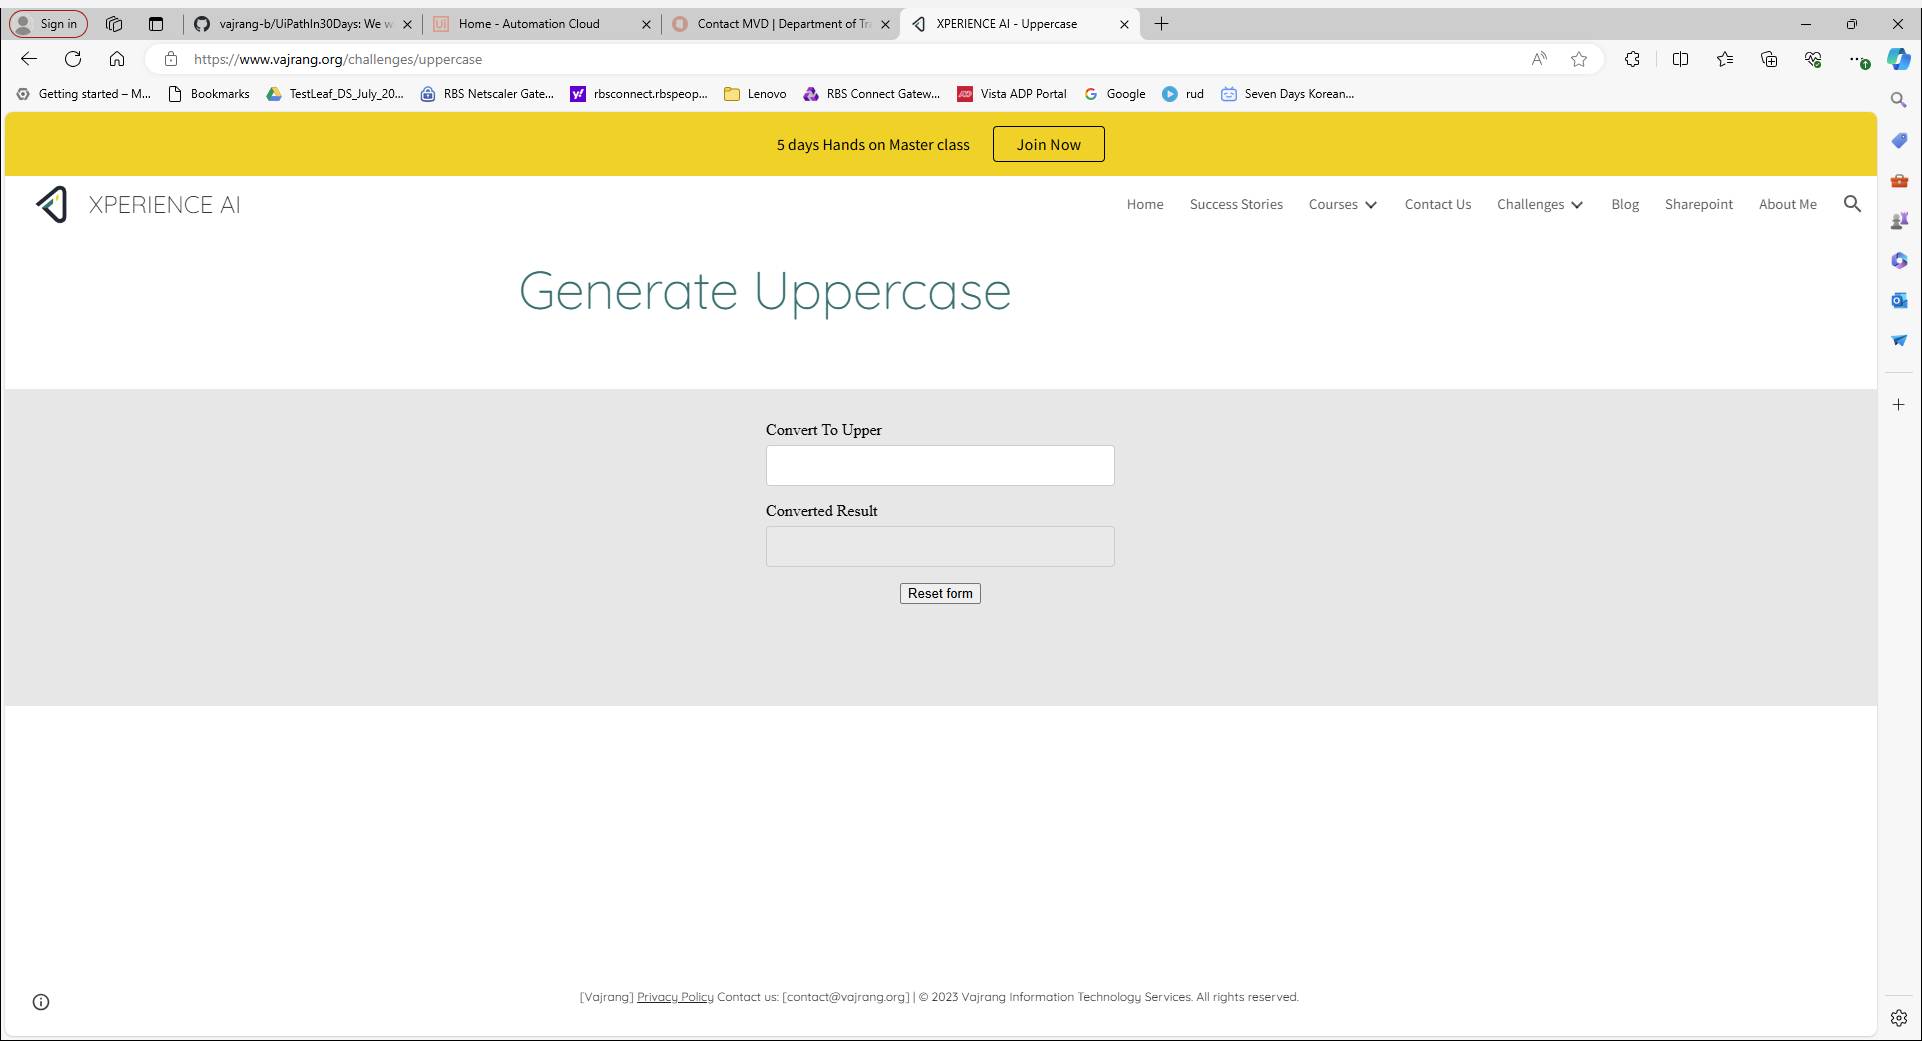 Sign in
vajrang-b/UiPathIn30Days: We w
Home - Automation Cloud
Contact MVD | Department of Tra
XPERIENCE AI - Uppercase
https://www.vajrang.org/challenges/uppercase
Getting started – M...
Bookmarks
TestLeaf_DS_July_20...
RBS Netscaler Gate...
rbsconnect.rbspeop...
Lenovo
RBS Connect Gatew...
Vista ADP Portal
Google
rud
Seven Days Korean...
5 days Hands on Master class
Join Now
XPERIENCE AI
Home
Success Stories
Courses
Contact Us
Challenges
Blog
Sharepoint
About Me
Generate Uppercase
Convert To Upper
Converted Result
Reset form
[Vajrang] Privacy Policy Contact us: [contact@vajrang.org] | © 2023 Vajrang Information Technology Services. All rights reserved.